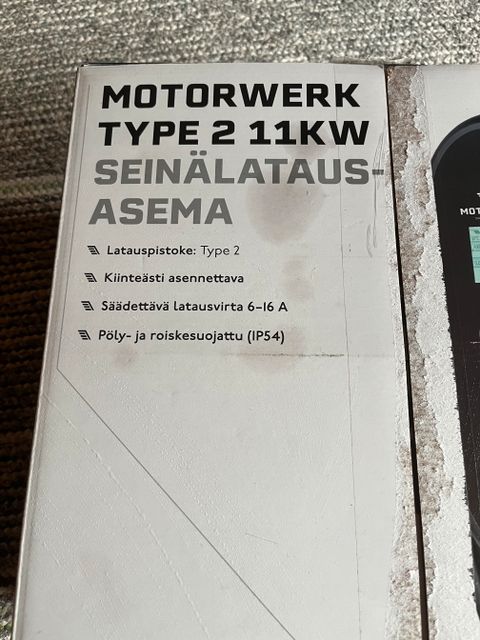 MOTORWERK
TYPE 2 11KW
SEINÄLATAUS-
ASEMA
Latauspistoke: Type 2
Kiinteästi asennettava
Säädettävä latausvirta 6–16 A
Pöly- ja roiskesuojattu (IP54)